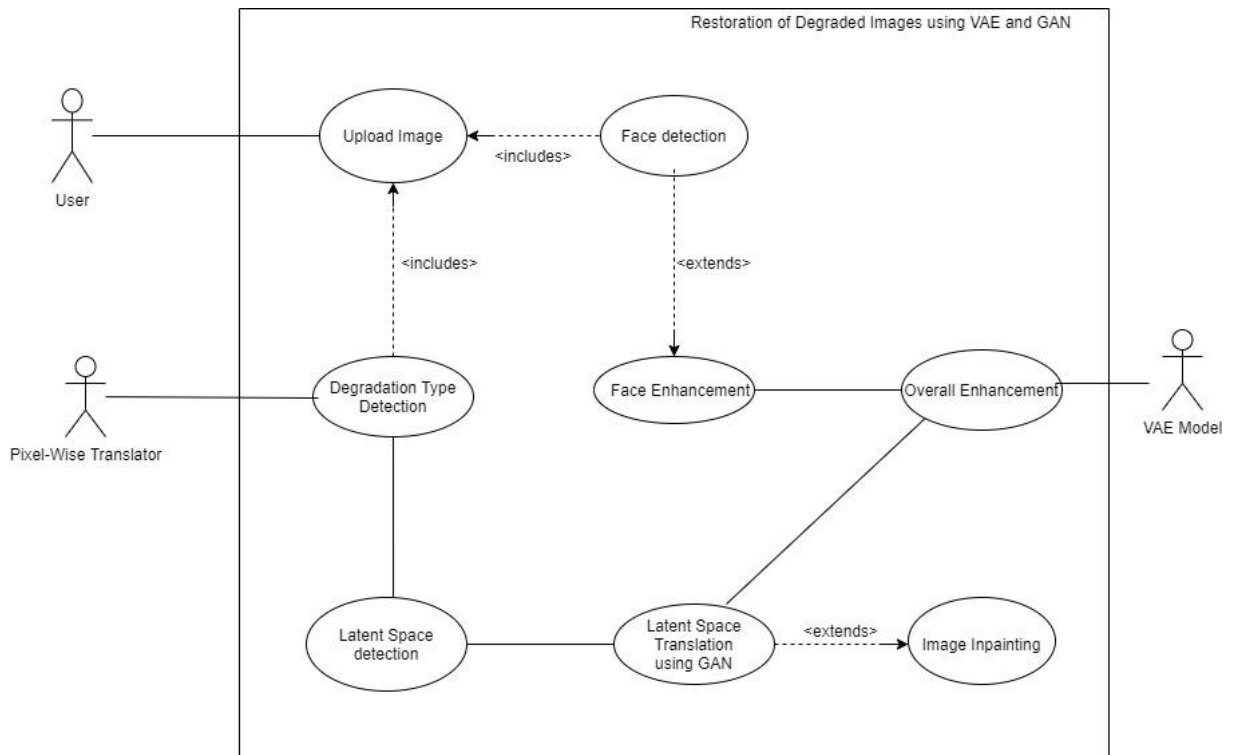 Restoration of Degraded Images using VAE and GAN
Upload Image
Face detection
<includes>
User
<includes>
<extends>
Degradation Type
Detection
Face Enhancement
Overall Enhancement
VAE Model
Pixel-Wise Translator
Latent Space
detection
Latent Space
Translation
using GAN
<extends>
Image Inpainting